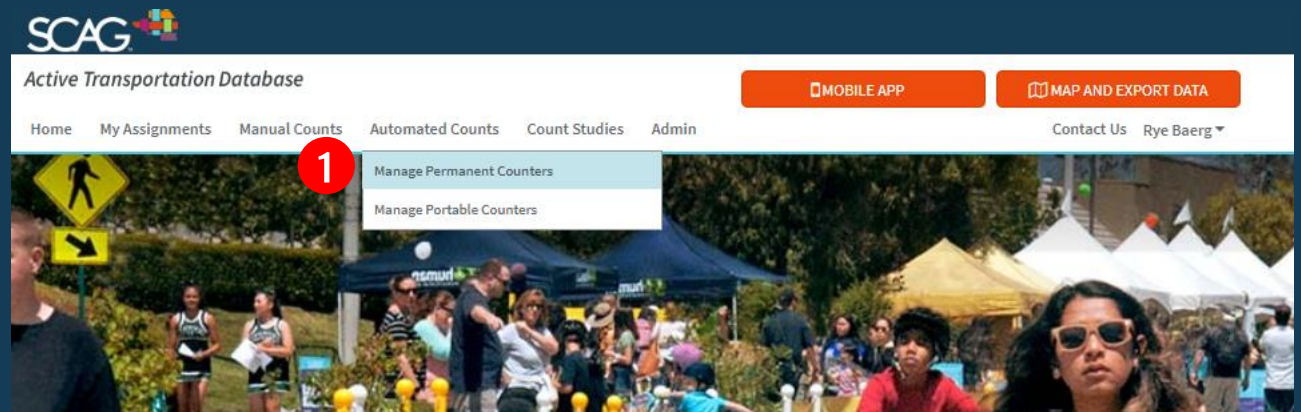 SCAG
Active Transportation Database
MOBILE APP
MAP AND EXPORT DATA
Home My Assignments Manual Counts Automated Counts Count Studies Admin
Contact Us Rye Baerg
1
Manage Permanent Counters
Manage Portable Counters